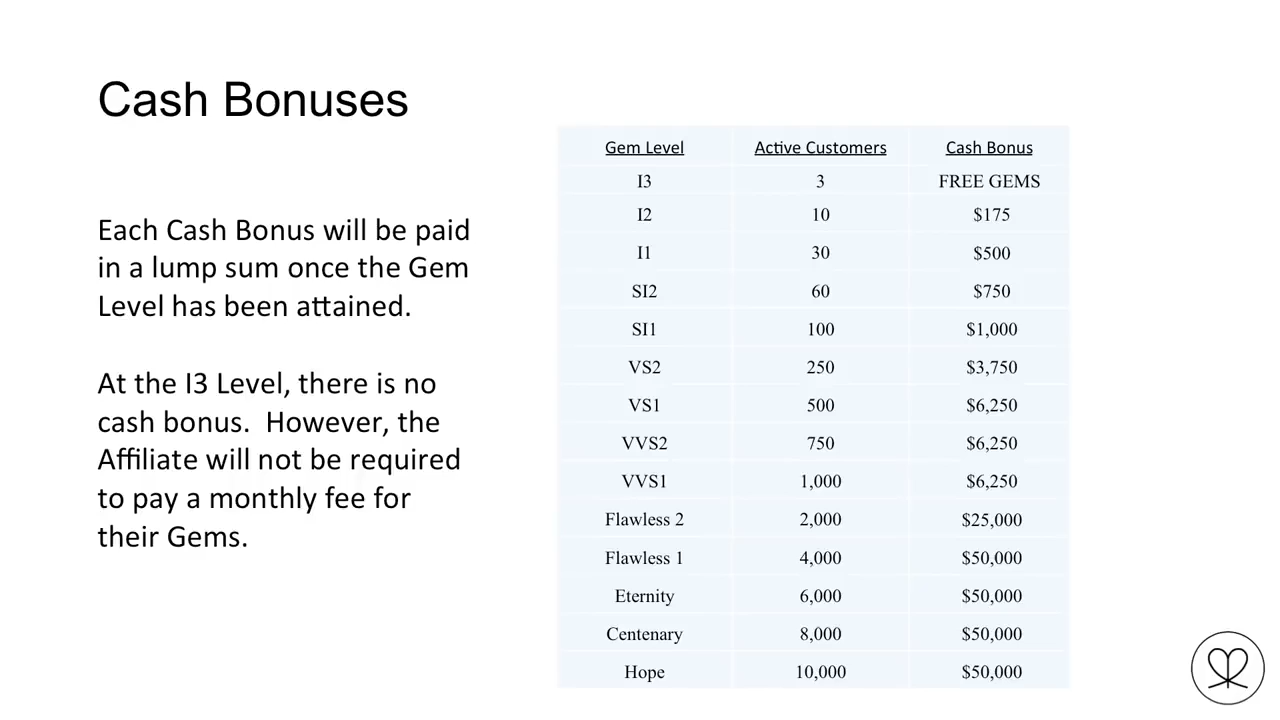 Cash Bonuses
Each Cash Bonus will be paid
in a lump sum once the Gem
Level has been attained.
At the I3 Level, there is no
cash bonus.  However, the
Affiliate will not be required
to pay a monthly fee for
their Gems.
Gem Level Active Customers Cash Bonus
I3 3 FREE GEMS
I2 10 $175
I1 30 $500
SI2 60 $750
SI1 100 $1,000
VS2 250 $3,750
VS1 500 $6,250
VVS2 750 $6,250
VVS1 1,000 $6,250
Flawless 2 2,000 $25,000
Flawless 1 4,000 $50,000
Eternity 6,000 $50,000
Centenary 8,000 $50,000
Hope 10,000 $50,000